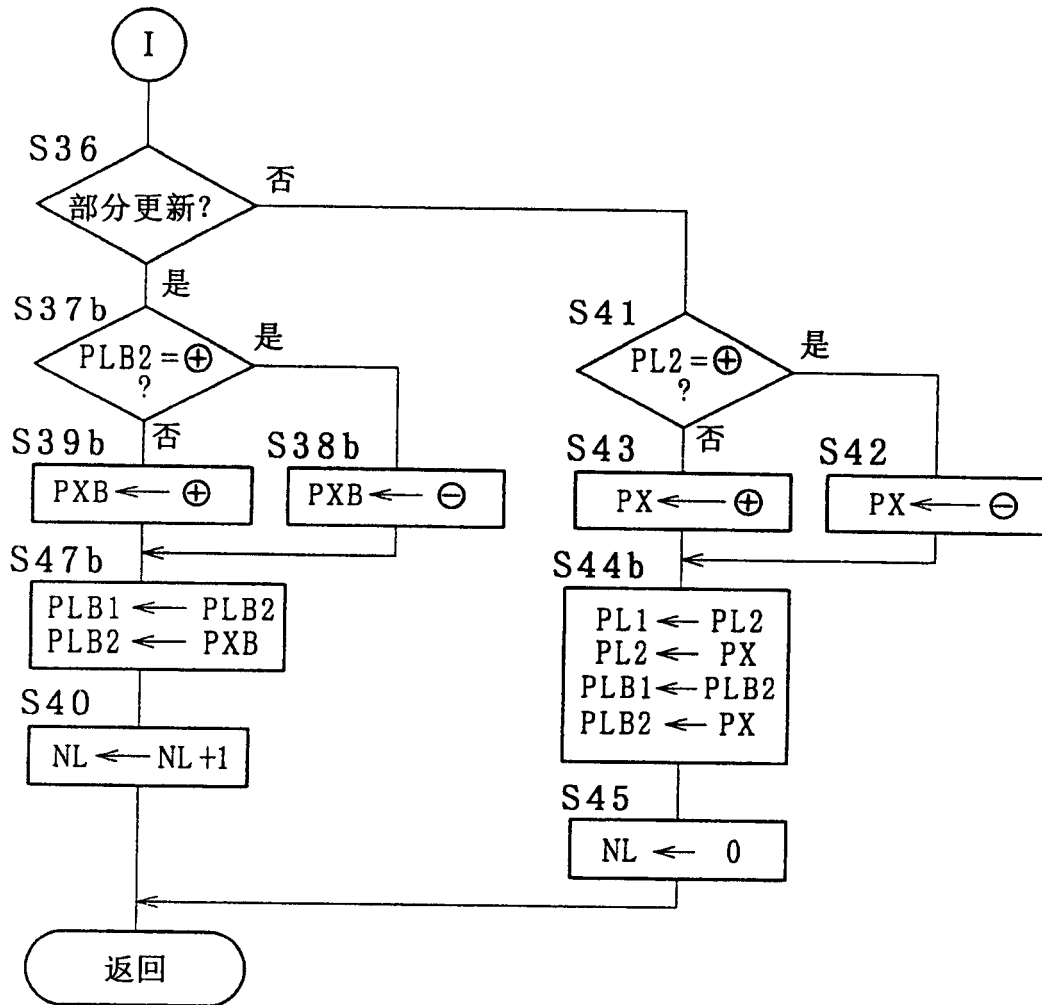 I
S36
部分更新?
否
是
S37b
PLB2=⊕
?
是
否
S39b
PXB ← ⊕
S38b
PXB ← ⊖
S47b
PLB1 ← PLB2
PLB2 ← PXB
S40
NL ← NL+1
S41
PL2=⊕
?
是
否
S43
PX ← ⊕
S42
PX ← ⊖
S44b
PL1 ← PL2
PL2 ← PX
PLB1 ← PLB2
PLB2 ← PX
S45
NL ← 0
返回